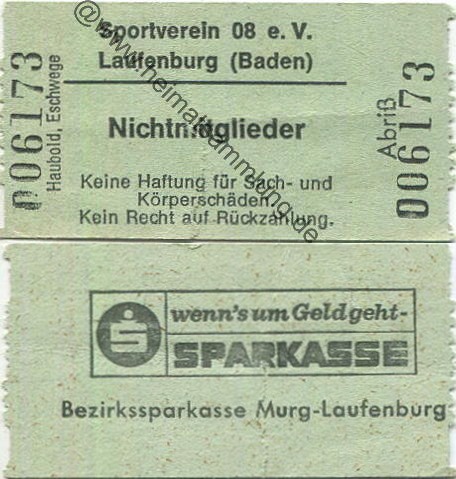 Sportverein 08 e. V.
Laufenburg (Baden)
Nichtmitglieder
Keine Haftung für Sach- und
Körperschäden.
Kein Recht auf Rückzahlung.
006173
Haubold, Eschwege
Abriß
006173
@www.heimatsammlung.de
wenn's um Geld geht-
SPARKASSE
Bezirkssparkasse Murg-Laufenburg